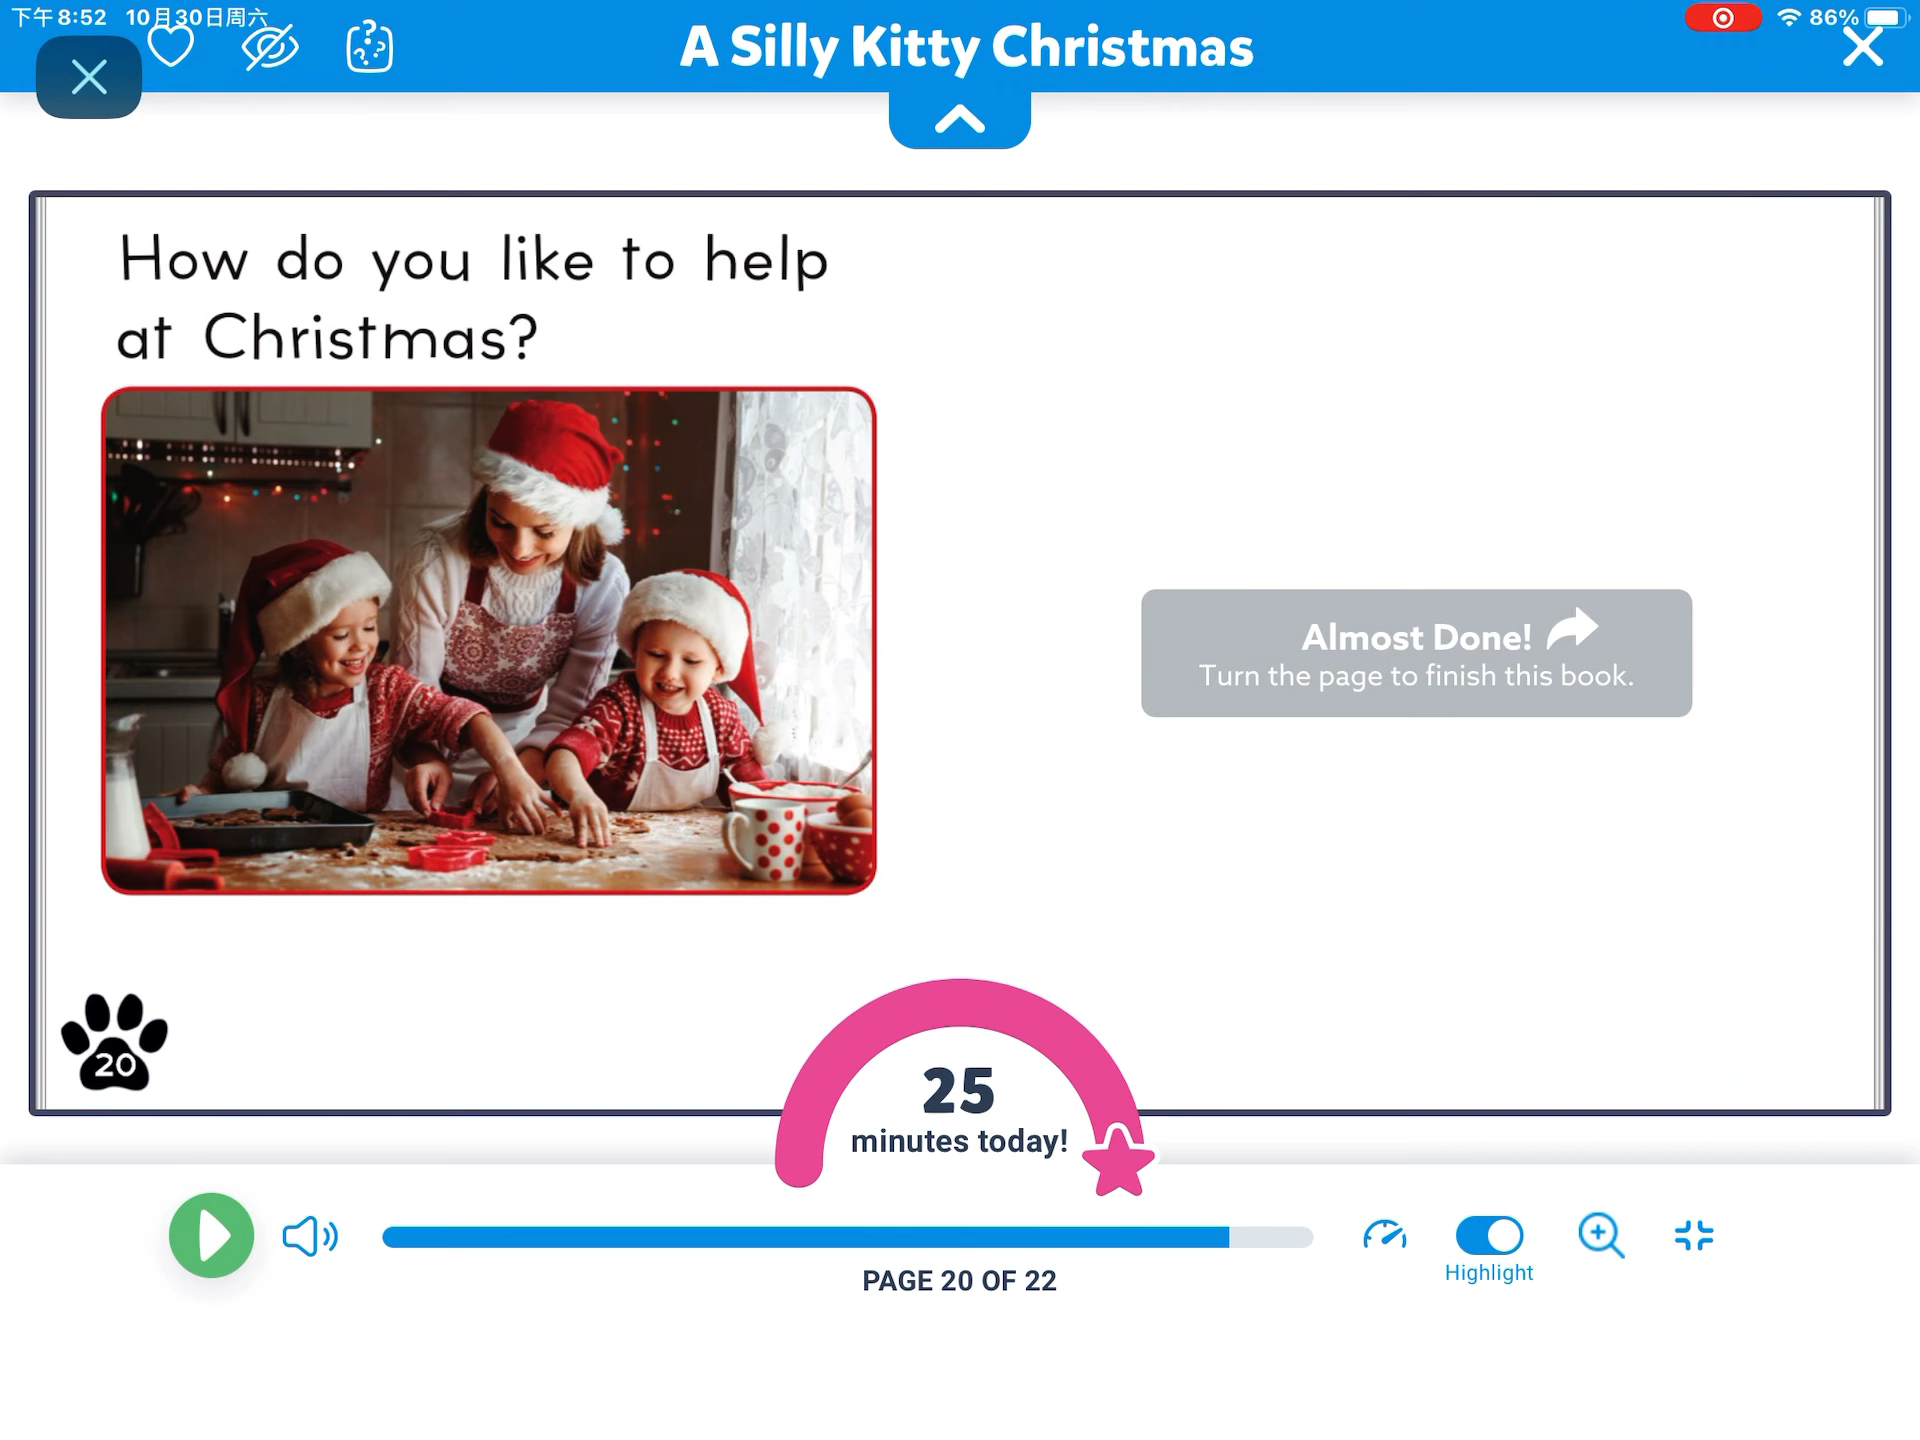 下午8:52 10月30日周六
86%
A Silly Kitty Christmas
How do you like to help
at Christmas?
Almost Done!
Turn the page to finish this book.
20
25
minutes today!
PAGE 20 OF 22
Highlight